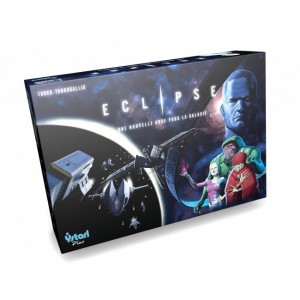 TOUKO TAHKOKALLIO
ECLIPSE
UNE NOUVELLE AUBE POUR LA GALAXIE
Ystari
Plus